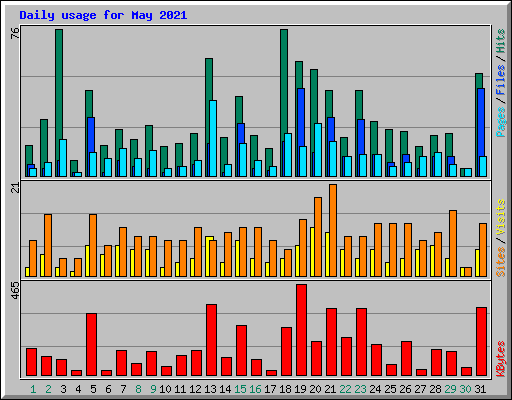 Daily usage for May 2021
76
Pages / Files / Hits
21
Sites / Visits
465
KBytes
1 2 3 4 5 6 7 8 9 10 11 12 13 14 15 16 17 18 19 20 21 22 23 24 25 26 27 28 29 30 31